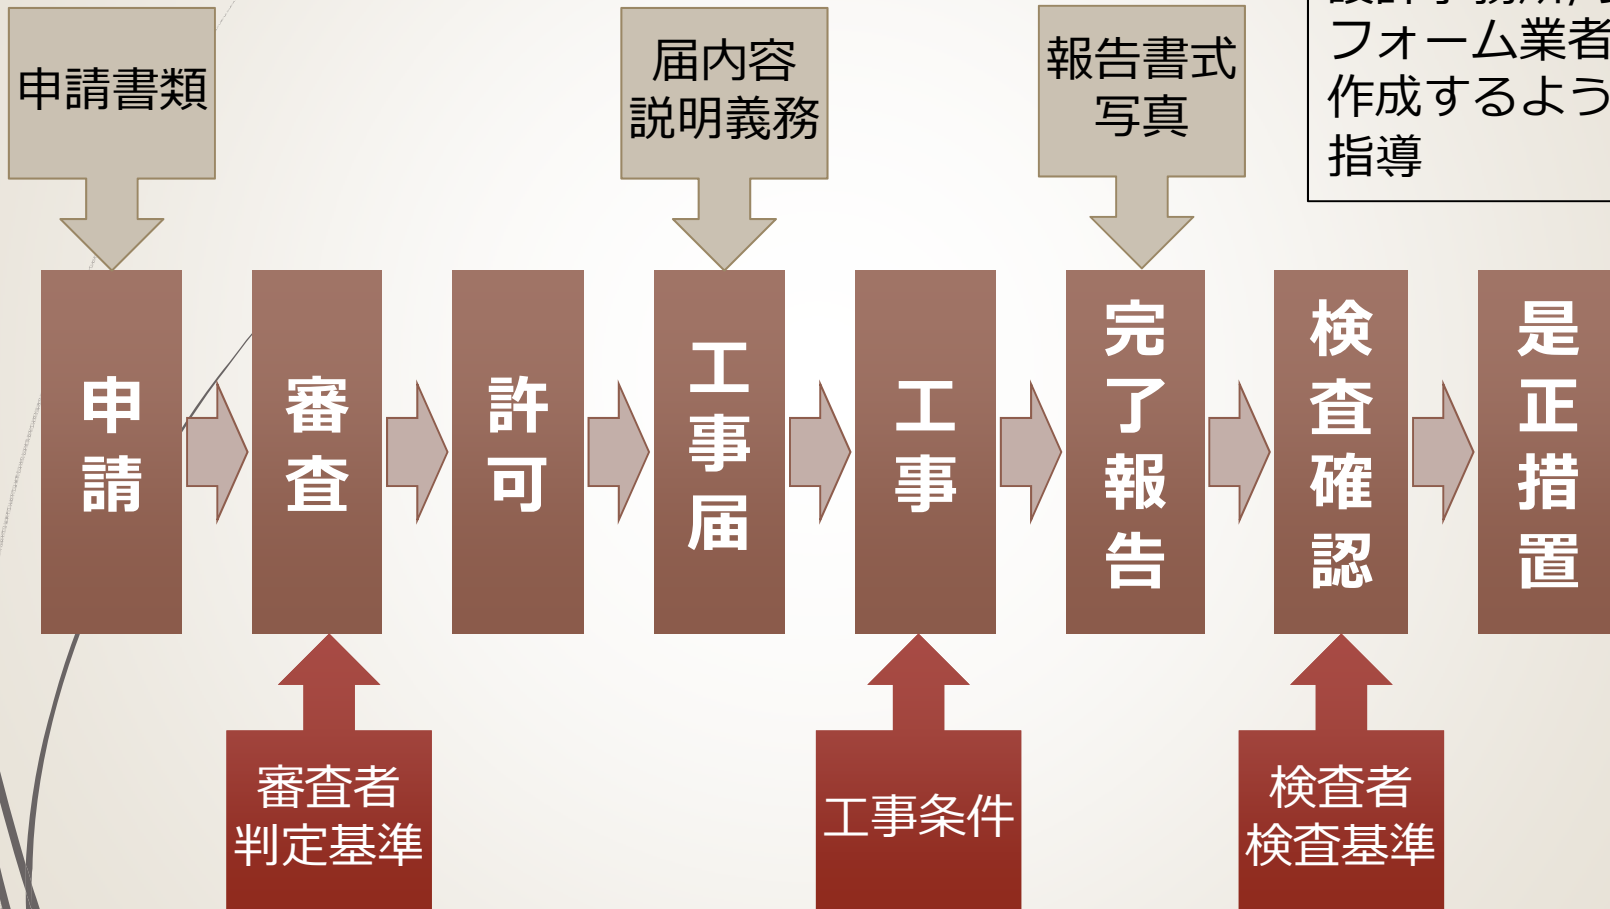 申請書類
届内容
説明義務
報告書式
写真
フォーム業者
作成するよう
指導
申請
審査
許可
工事届
工事
完了報告
検査確認
是正措置
審査者
判定基準
工事条件
検査者
検査基準